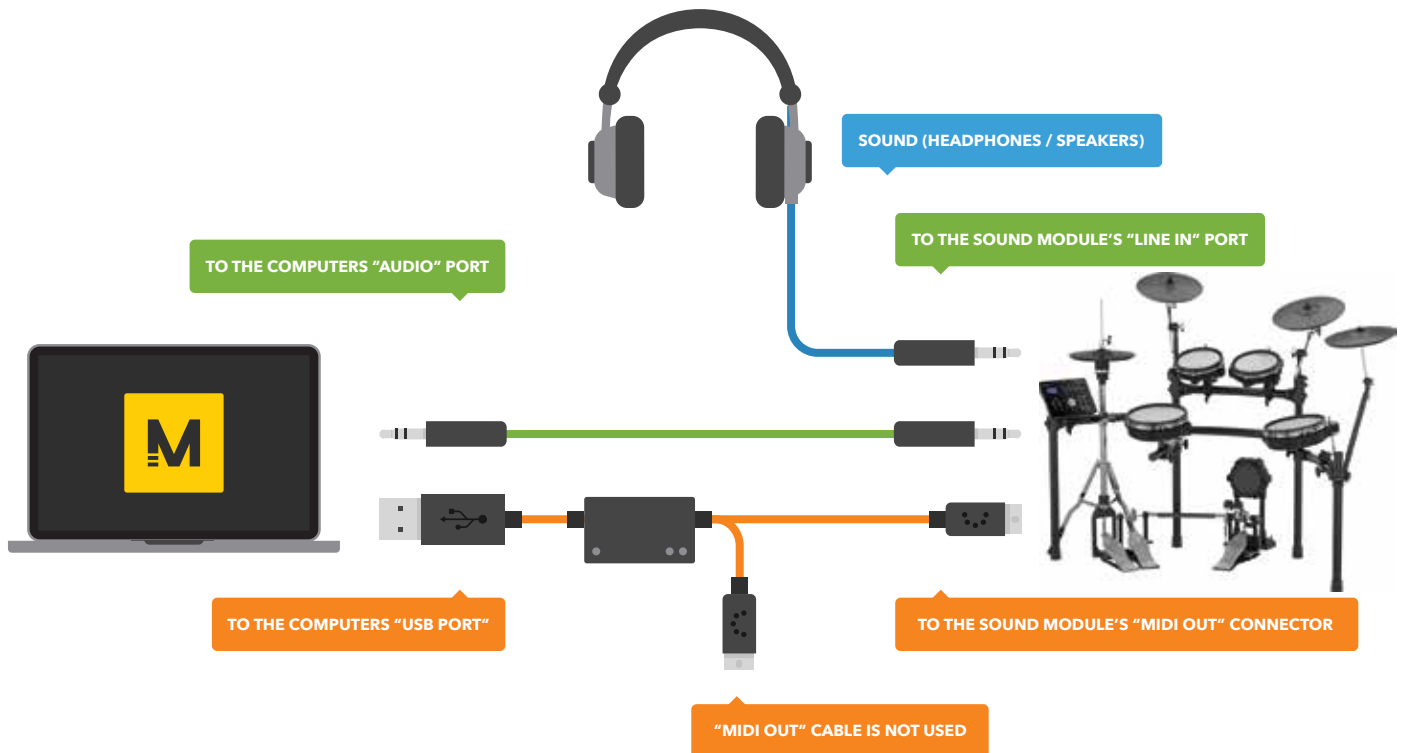 SOUND (HEADPHONES / SPEAKERS)
TO THE SOUND MODULE’S “LINE IN” PORT
TO THE COMPUTERS “AUDIO” PORT
M
TO THE COMPUTERS “USB PORT“
TO THE SOUND MODULE’S “MIDI OUT” CONNECTOR
“MIDI OUT” CABLE IS NOT USED